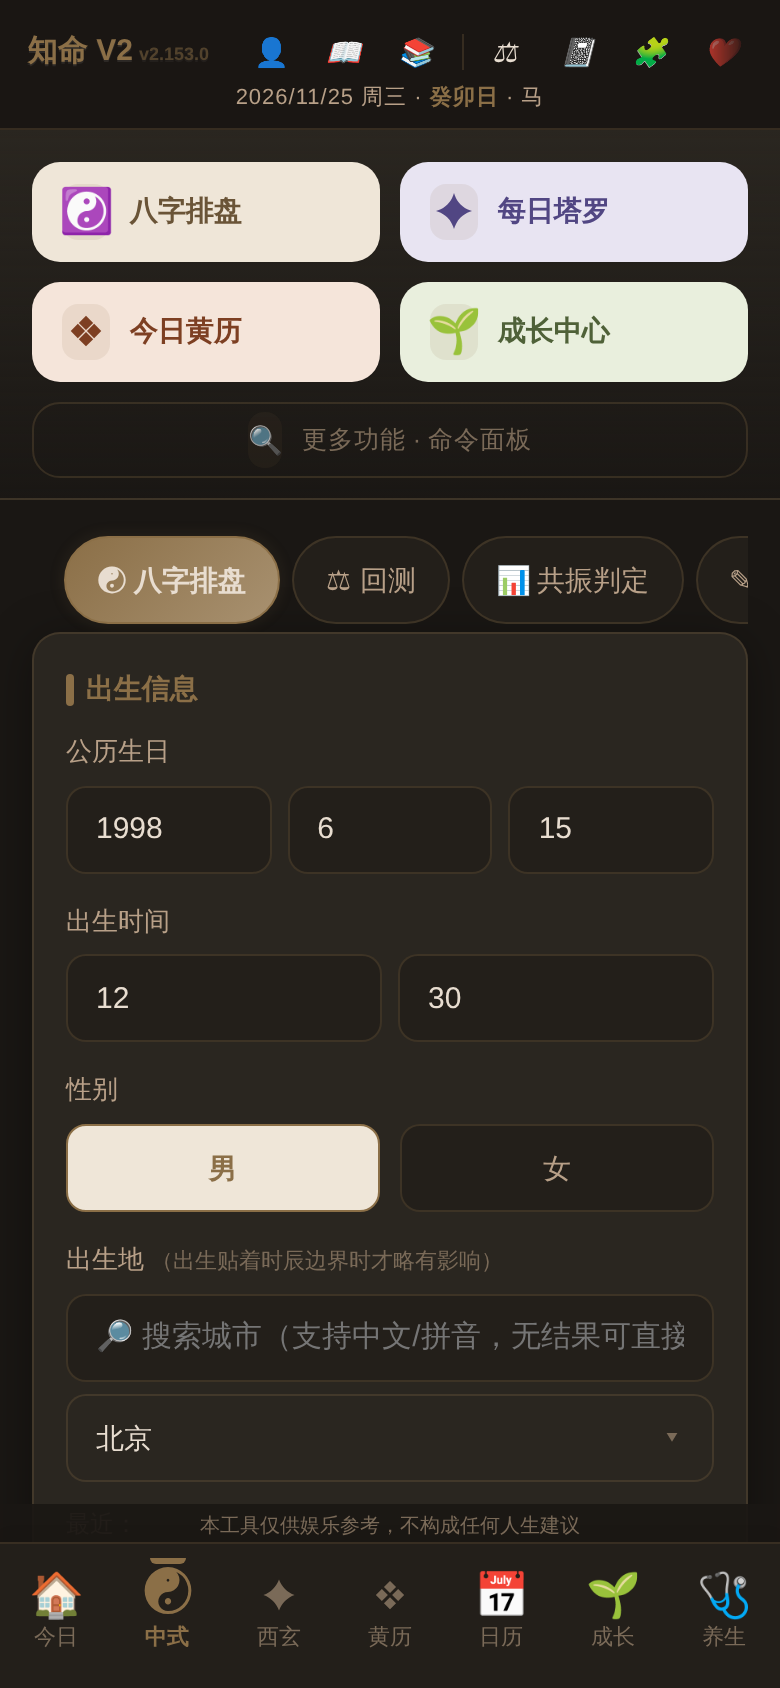 知命 V2 v2.153.0
2026/11/25 周三 · 癸卯日 · 马
八字排盘
每日塔罗
今日黄历
成长中心
更多功能 · 命令面板
八字排盘 回测 共振判定
出生信息
公历生日
1998 6 15
出生时间
12 30
性别
男 女
出生地 （出生贴着时辰边界时才略有影响）
搜索城市（支持中文/拼音，无结果可直接
北京
最近：
本工具仅供娱乐参考，不构成任何人生建议
July
17
今日 中式 西玄 黄历 日历 成长 养生